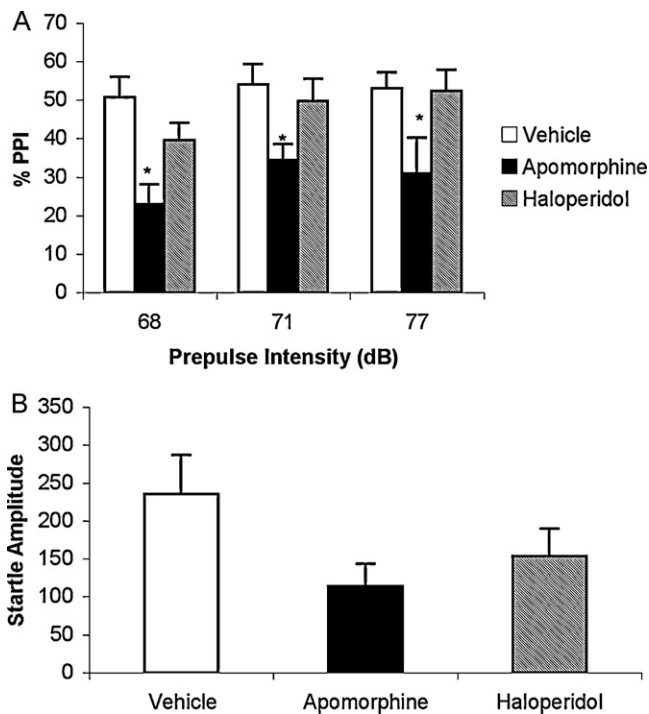 A
% PPI
70
60
50
40
30
20
10
0
*
*
*
68
71
77
Prepulse Intensity (dB)
Vehicle
Apomorphine
Haloperidol
B
Startle Amplitude
350
300
250
200
150
100
50
0
Vehicle
Apomorphine
Haloperidol